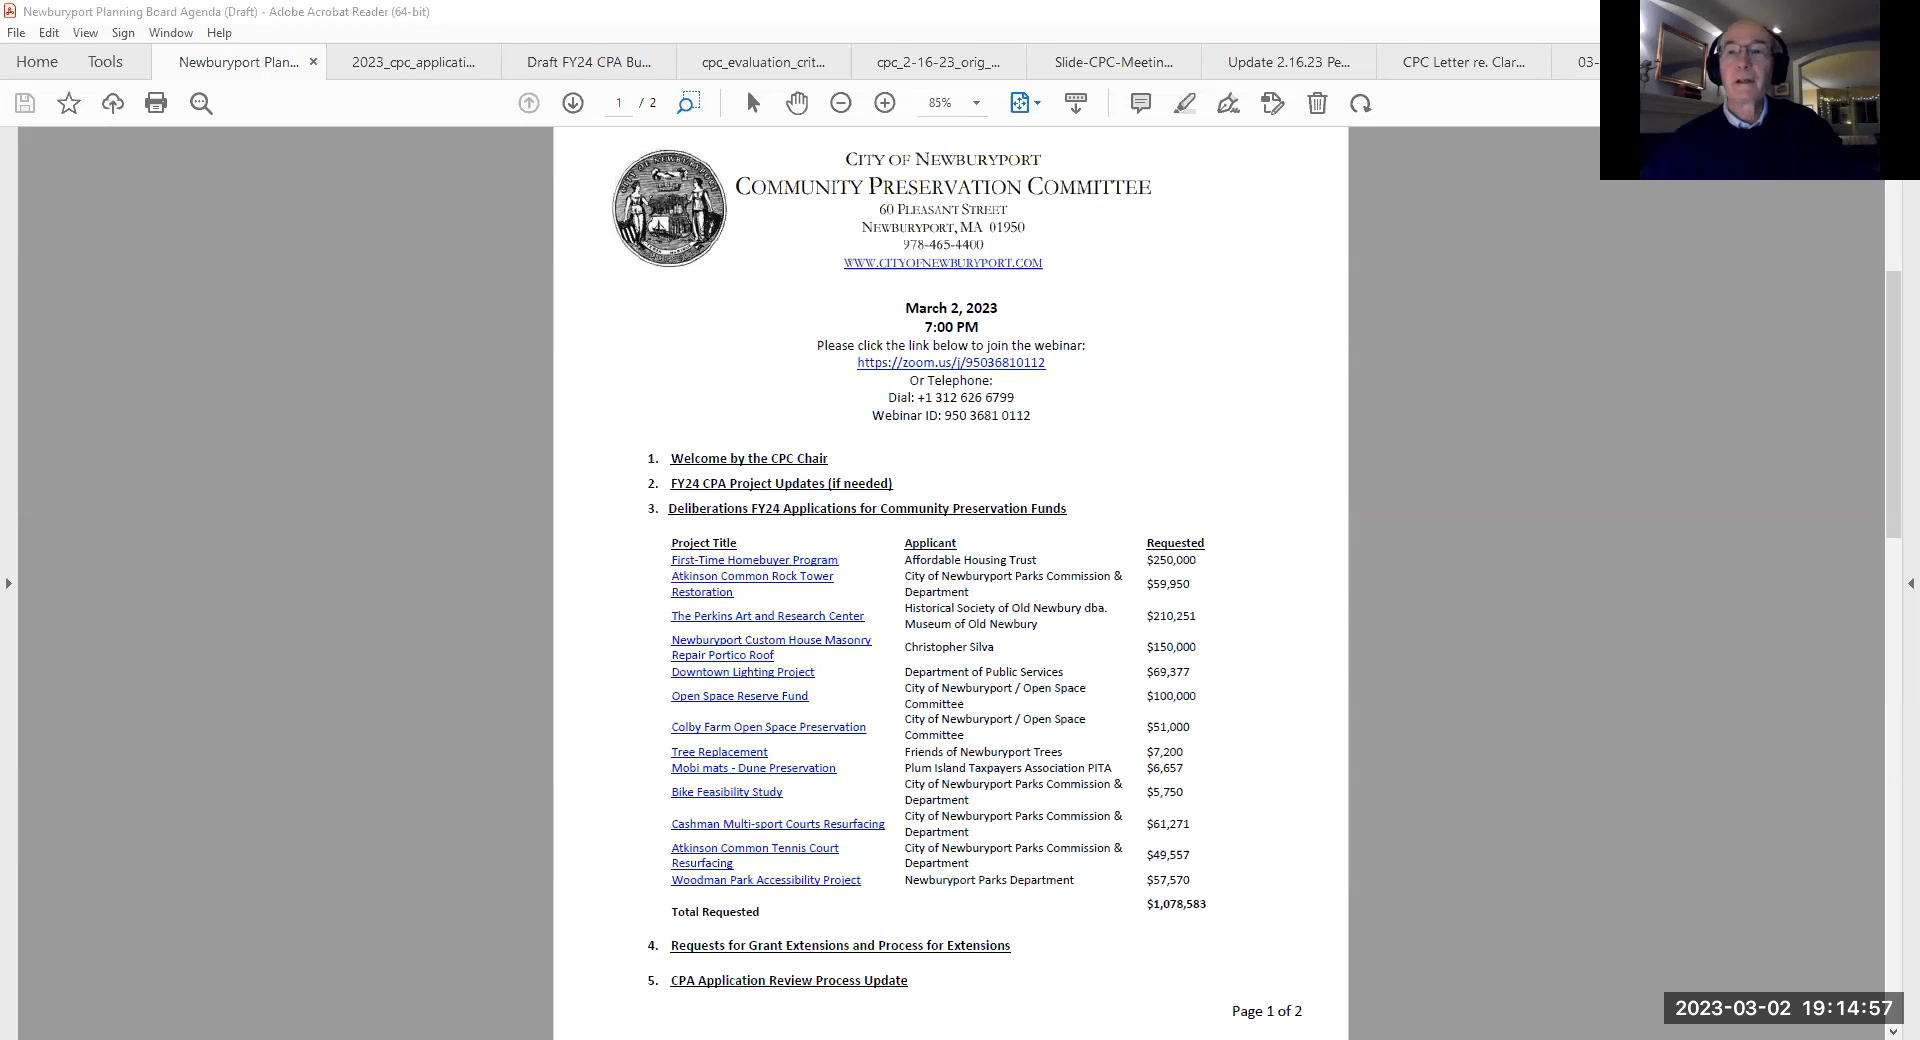 Newburyport Planning Board Agenda (Draft) - Adobe Acrobat Reader (64-bit)
File Edit View Sign Window Help
Home Tools Newburyport Plan... × 2023_cpc_applicati... Draft FY24 CPA Bu... cpc_evaluation_crit... cpc_2-16-23_orig_... Slide-CPC-Meetin... Update 2.16.23 Pe... CPC Letter re. Clar... 03-
1 / 2 85%
CITY OF NEWBURYPORT
COMMUNITY PRESERVATION COMMITTEE
60 PLEASANT STREET
NEWBURYPORT, MA 01950
978-465-4400
WWW.CITYOFNEWBURYPORT.COM
March 2, 2023
7:00 PM
Please click the link below to join the webinar:
https://zoom.us/j/95036810112
Or Telephone:
Dial: +1 312 626 6799
Webinar ID: 950 3681 0112
1. Welcome by the CPC Chair
2. FY24 CPA Project Updates (if needed)
3. Deliberations FY24 Applications for Community Preservation Funds
Project Title Applicant Requested
First-Time Homebuyer Program Affordable Housing Trust $250,000
Atkinson Common Rock Tower
Restoration City of Newburyport Parks Commission &
Department $59,950
The Perkins Art and Research Center Historical Society of Old Newbury dba.
Museum of Old Newbury $210,251
Newburyport Custom House Masonry
Repair Portico Roof Christopher Silva $150,000
Downtown Lighting Project Department of Public Services $69,377
Open Space Reserve Fund City of Newburyport / Open Space
Committee $100,000
Colby Farm Open Space Preservation City of Newburyport / Open Space
Committee $51,000
Tree Replacement Friends of Newburyport Trees $7,200
Mobi mats - Dune Preservation Plum Island Taxpayers Association PITA $6,657
Bike Feasibility Study City of Newburyport Parks Commission &
Department $5,750
Cashman Multi-sport Courts Resurfacing City of Newburyport Parks Commission &
Department $61,271
Atkinson Common Tennis Court
Resurfacing City of Newburyport Parks Commission &
Department $49,557
Woodman Park Accessibility Project Newburyport Parks Department $57,570
Total Requested $1,078,583
4. Requests for Grant Extensions and Process for Extensions
5. CPA Application Review Process Update
Page 1 of 2
2023-03-02 19:14:57